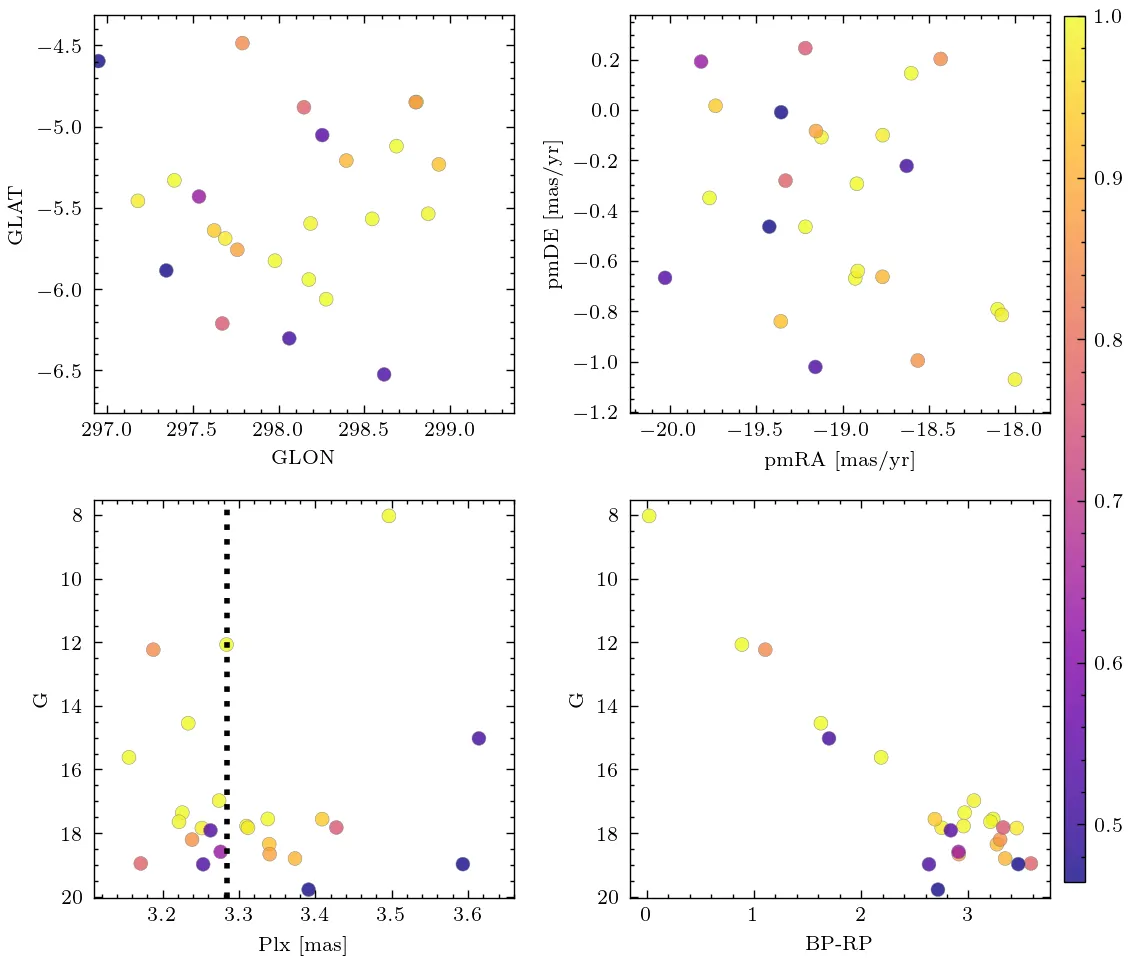 −4.5
−5.0
−5.5
−6.0
−6.5
GLAT
297.0 297.5 298.0 298.5 299.0
GLON
0.2
0.0
−0.2
−0.4
−0.6
−0.8
−1.0
−1.2
pmDE [mas/yr]
−20.0 −19.5 −19.0 −18.5 −18.0
pmRA [mas/yr]
8
10
12
14
16
18
20
G
3.2 3.3 3.4 3.5 3.6
Plx [mas]
8
10
12
14
16
18
20
G
0 1 2 3
BP-RP
1.0
0.9
0.8
0.7
0.6
0.5